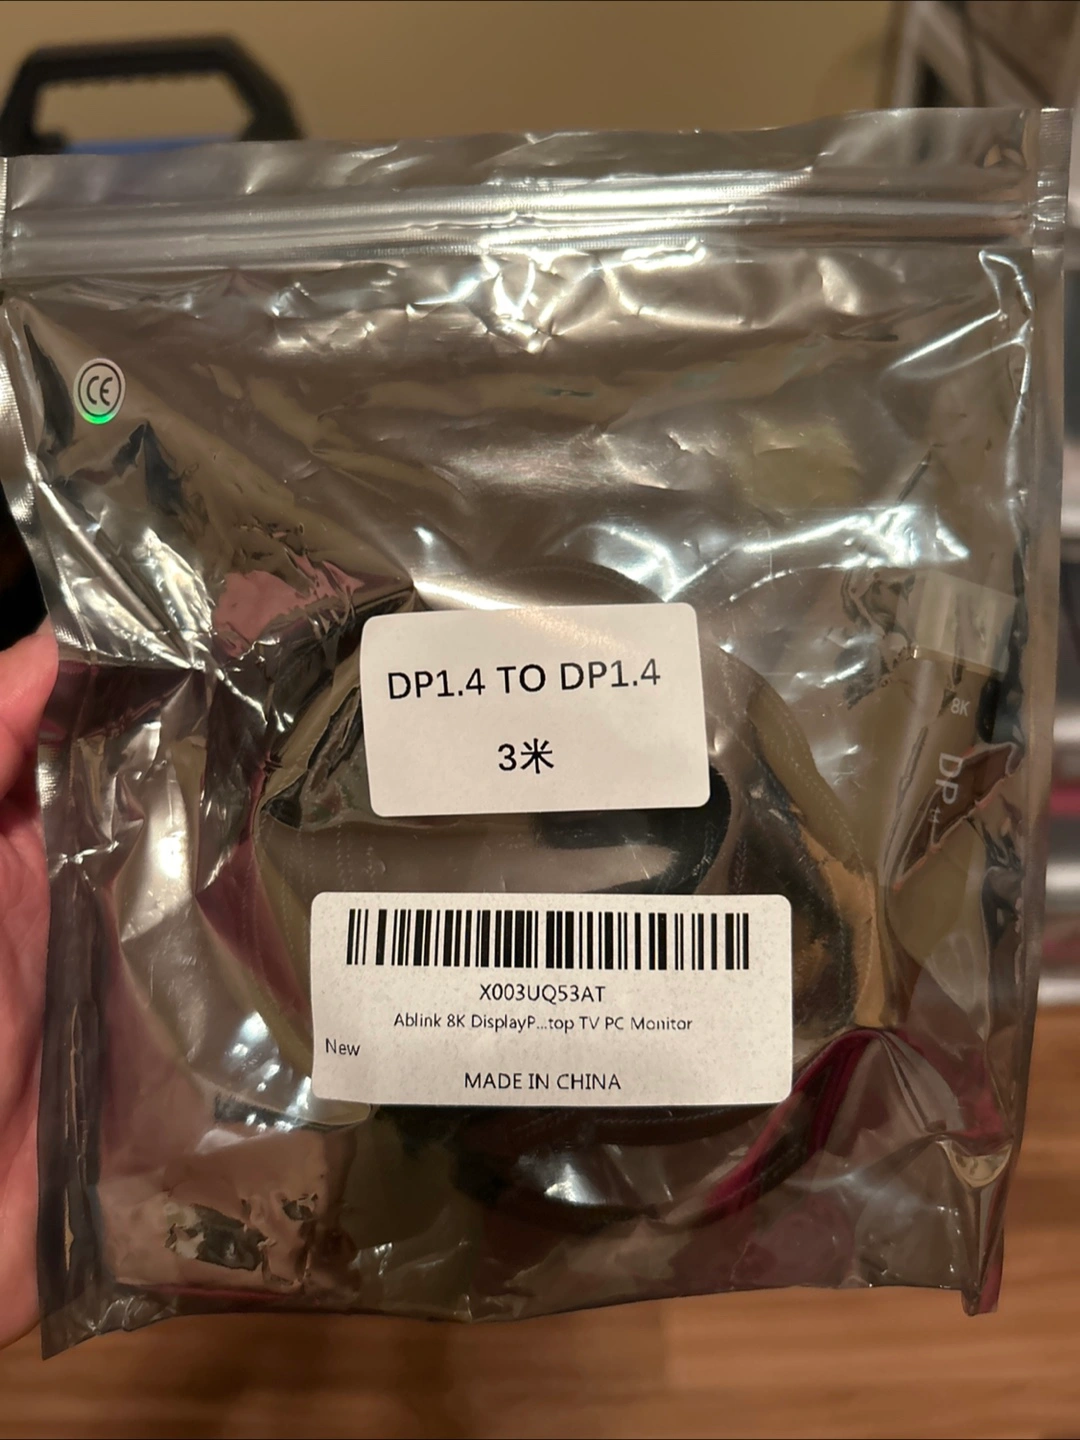 CE
DP1.4 TO DP1.4
3米
8K
DP
X003UQ53AT
Ablink 8K DisplayP...top TV PC Monitor
New
MADE IN CHINA